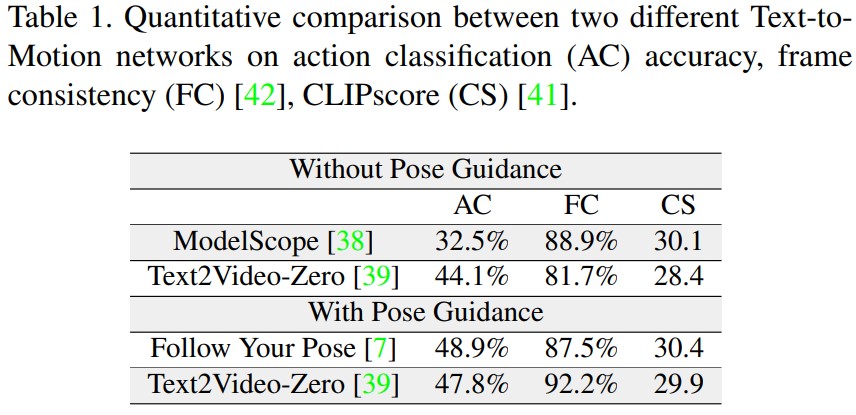 Table 1. Quantitative comparison between two different Text-to-
Motion networks on action classification (AC) accuracy, frame
consistency (FC) [42], CLIPscore (CS) [41].
Without Pose Guidance
AC FC CS
ModelScope [38] 32.5% 88.9% 30.1
Text2Video-Zero [39] 44.1% 81.7% 28.4
With Pose Guidance
Follow Your Pose [7] 48.9% 87.5% 30.4
Text2Video-Zero [39] 47.8% 92.2% 29.9